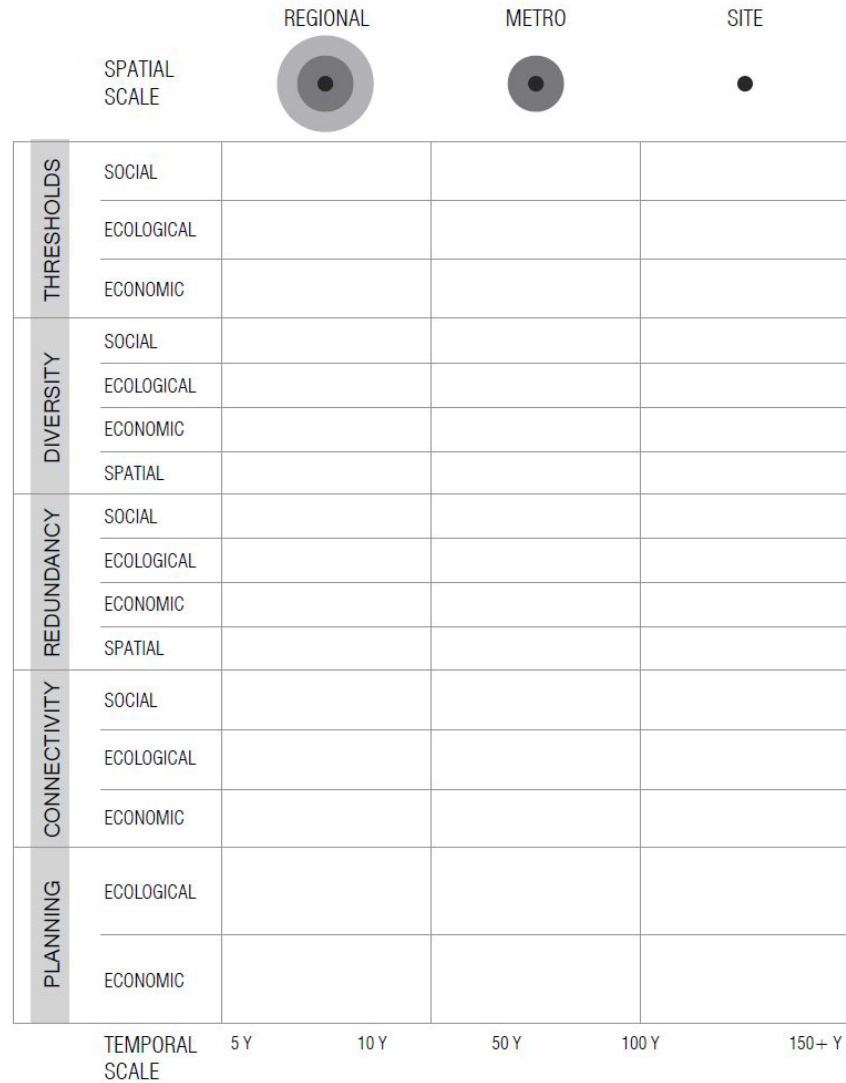 REGIONAL METRO SITE
SPATIAL
SCALE
THRESHOLDS
SOCIAL
ECOLOGICAL
ECONOMIC
DIVERSITY
SOCIAL
ECOLOGICAL
ECONOMIC
SPATIAL
REDUNDANCY
SOCIAL
ECOLOGICAL
ECONOMIC
SPATIAL
CONNECTIVITY
SOCIAL
ECOLOGICAL
ECONOMIC
PLANNING
ECOLOGICAL
ECONOMIC
TEMPORAL
SCALE
5 Y 10 Y 50 Y 100 Y 150+ Y